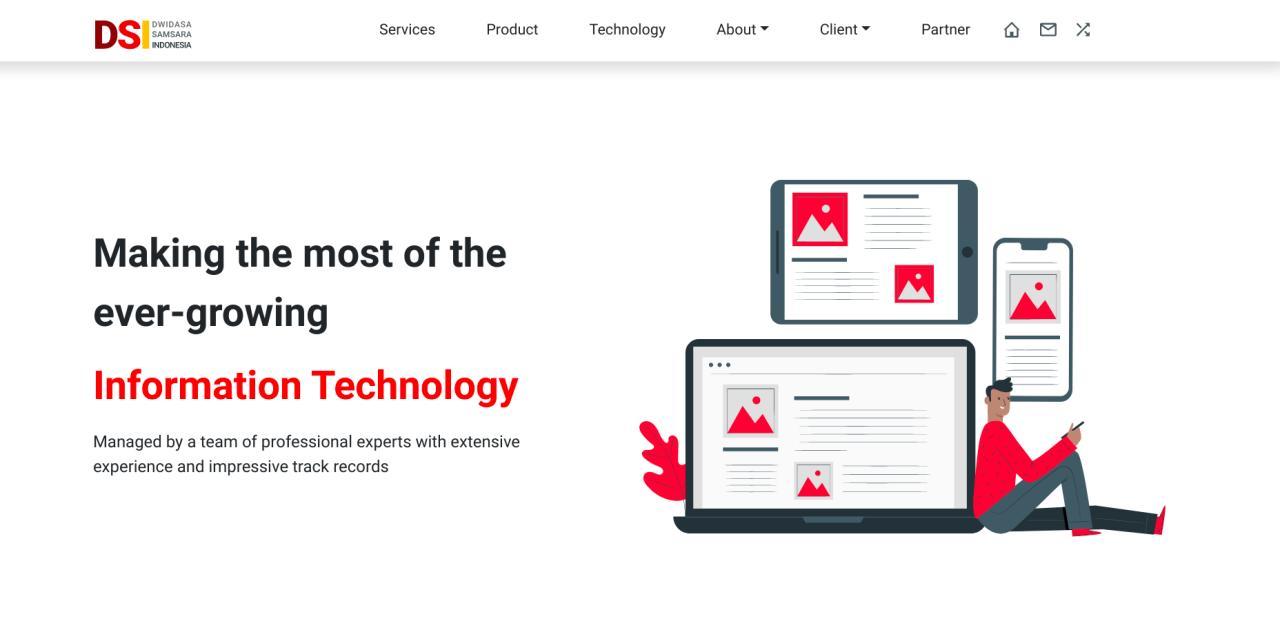 DSI
DWIDASA
SAMSARA
INDONESIA
Services
Product
Technology
About
Client
Partner
Making the most of the
ever-growing
Information Technology
Managed by a team of professional experts with extensive
experience and impressive track records